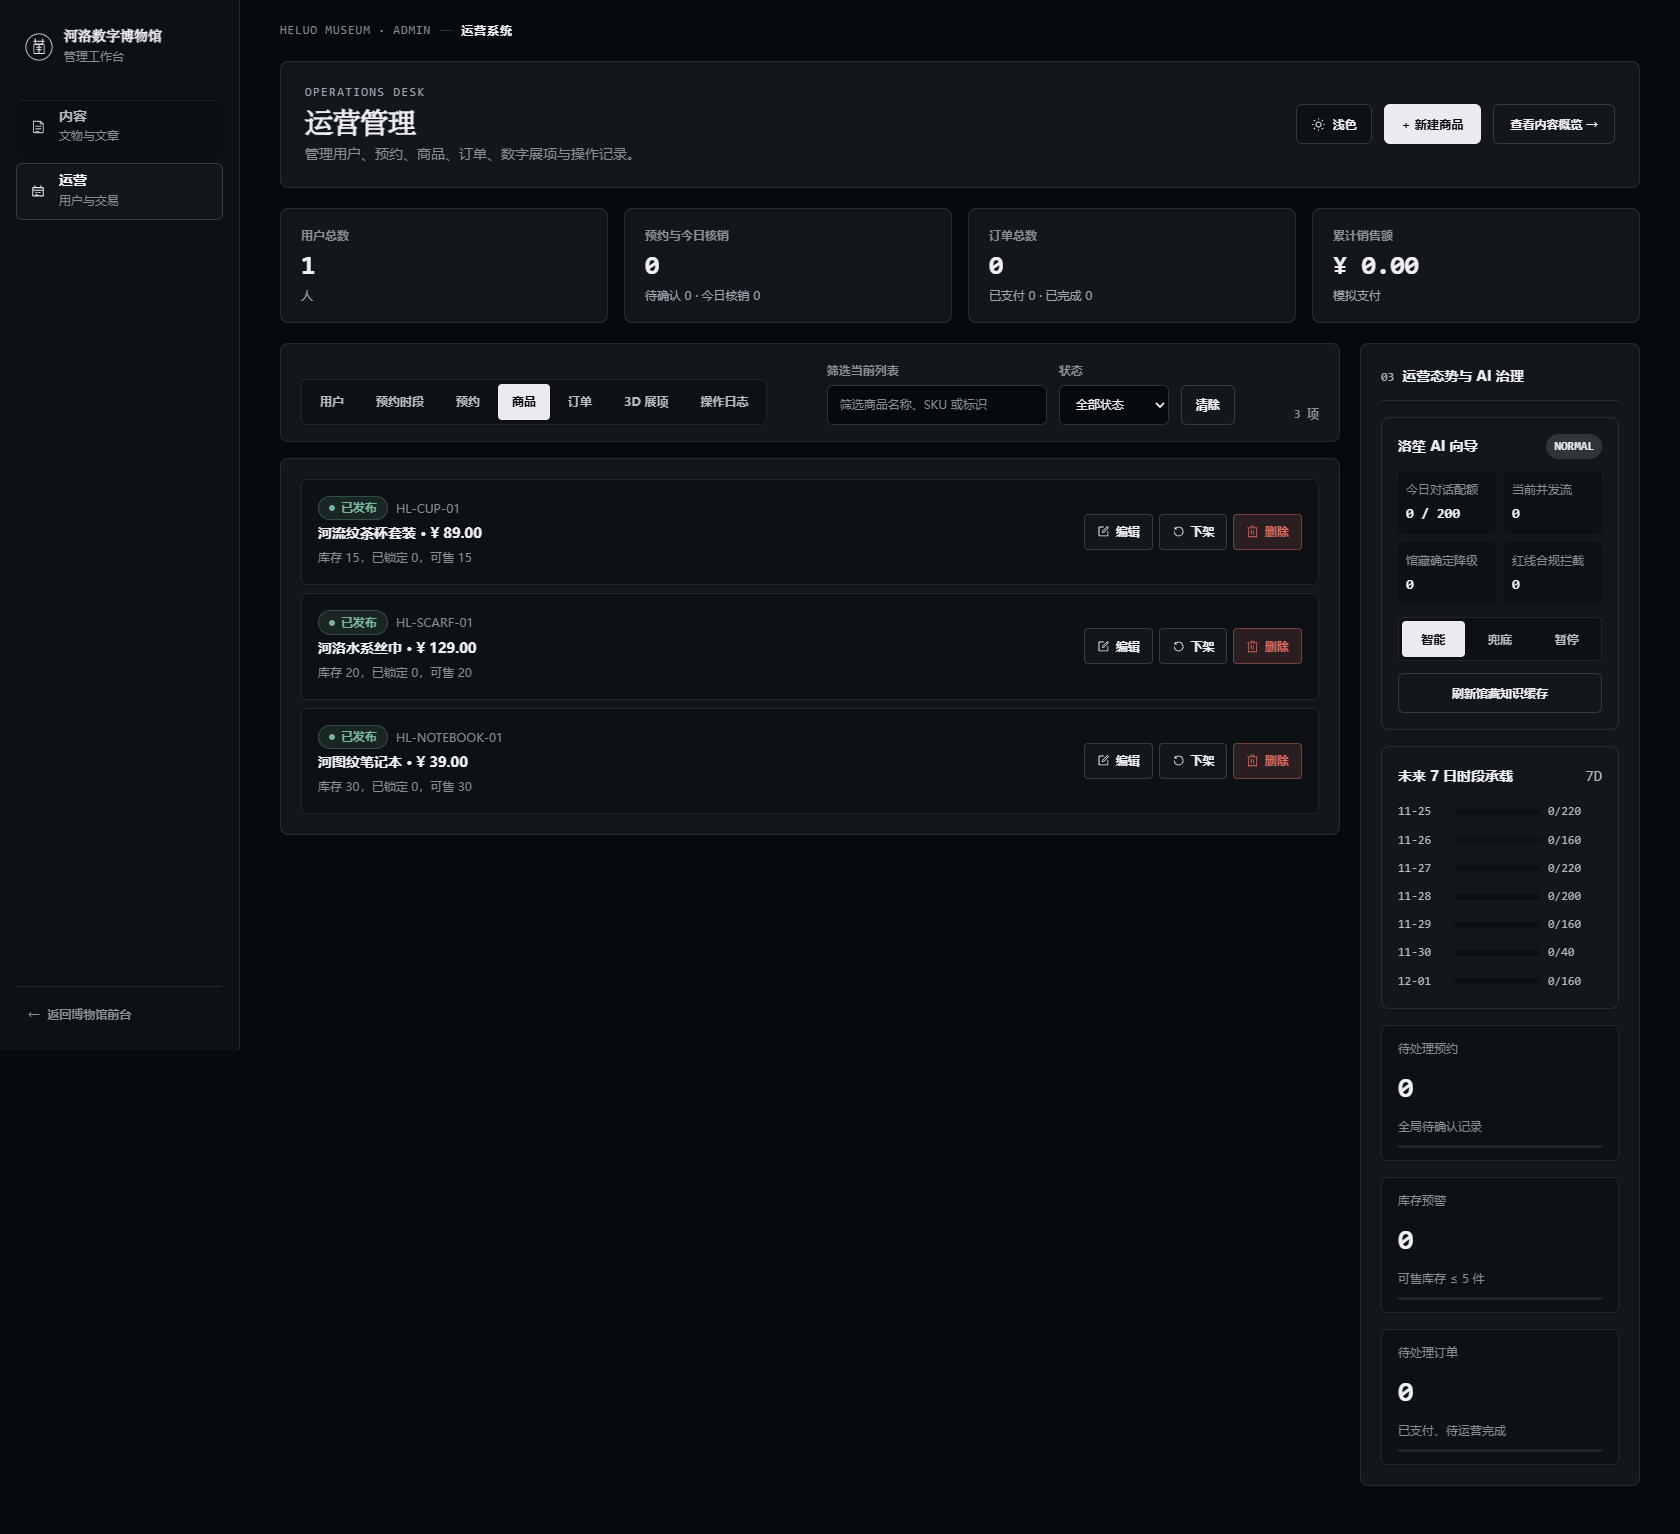 河洛数字博物馆
管理工作台
内容
文物与文章
运营
用户与交易
← 返回博物馆前台
HELUO MUSEUM · ADMIN — 运营系统
OPERATIONS DESK
运营管理
管理用户、预约、商品、订单、数字展项与操作记录。
浅色
+ 新建商品
查看内容概览 →
用户总数
1
人
预约与今日核销
0
待确认 0 · 今日核销 0
订单总数
0
已支付 0 · 已完成 0
累计销售额
¥ 0.00
模拟支付
用户 预约时段 预约 商品 订单 3D 展项 操作日志
筛选当前列表
筛选商品名称、SKU 或标识
状态
全部状态
清除
3 项
已发布 HL-CUP-01
河流纹茶杯套装 • ¥ 89.00
库存 15，已锁定 0，可售 15
编辑 下架 删除
已发布 HL-SCARF-01
河洛水系丝巾 • ¥ 129.00
库存 20，已锁定 0，可售 20
编辑 下架 删除
已发布 HL-NOTEBOOK-01
河图纹笔记本 • ¥ 39.00
库存 30，已锁定 0，可售 30
编辑 下架 删除
03 运营态势与 AI 治理
洛笙 AI 向导 NORMAL
今日对话配额
0 / 200
当前并发流
0
馆藏确定降级
0
红线合规拦截
0
智能 兜底 暂停
刷新馆藏知识缓存
未来 7 日时段承载 7D
11-25 0/220
11-26 0/160
11-27 0/220
11-28 0/200
11-29 0/160
11-30 0/40
12-01 0/160
待处理预约
0
全局待确认记录
库存预警
0
可售库存 ≤ 5 件
待处理订单
0
已支付、待运营完成